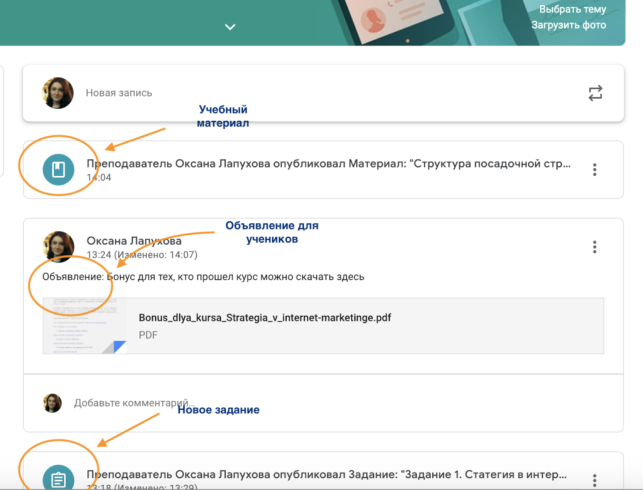 Выбрать тему
Загрузить фото
Новая запись
Учебный
материал
Преподаватель Оксана Лапухова опубликовал Материал: "Структура посадочной стр...
14:04
Объявление для
учеников
Оксана Лапухова
13:24 (Изменено: 14:07)
Объявление: Бонус для тех, кто прошел курс можно скачать здесь
Bonus_dlya_kursa_Strategia_v_internet-marketinge.pdf
PDF
Добавьте комментарий...
Новое задание
Преподаватель Оксана Лапухова опубликовал Задание: "Задание 1. Статегия в интер...
13:18 (Изменено: 13:29)